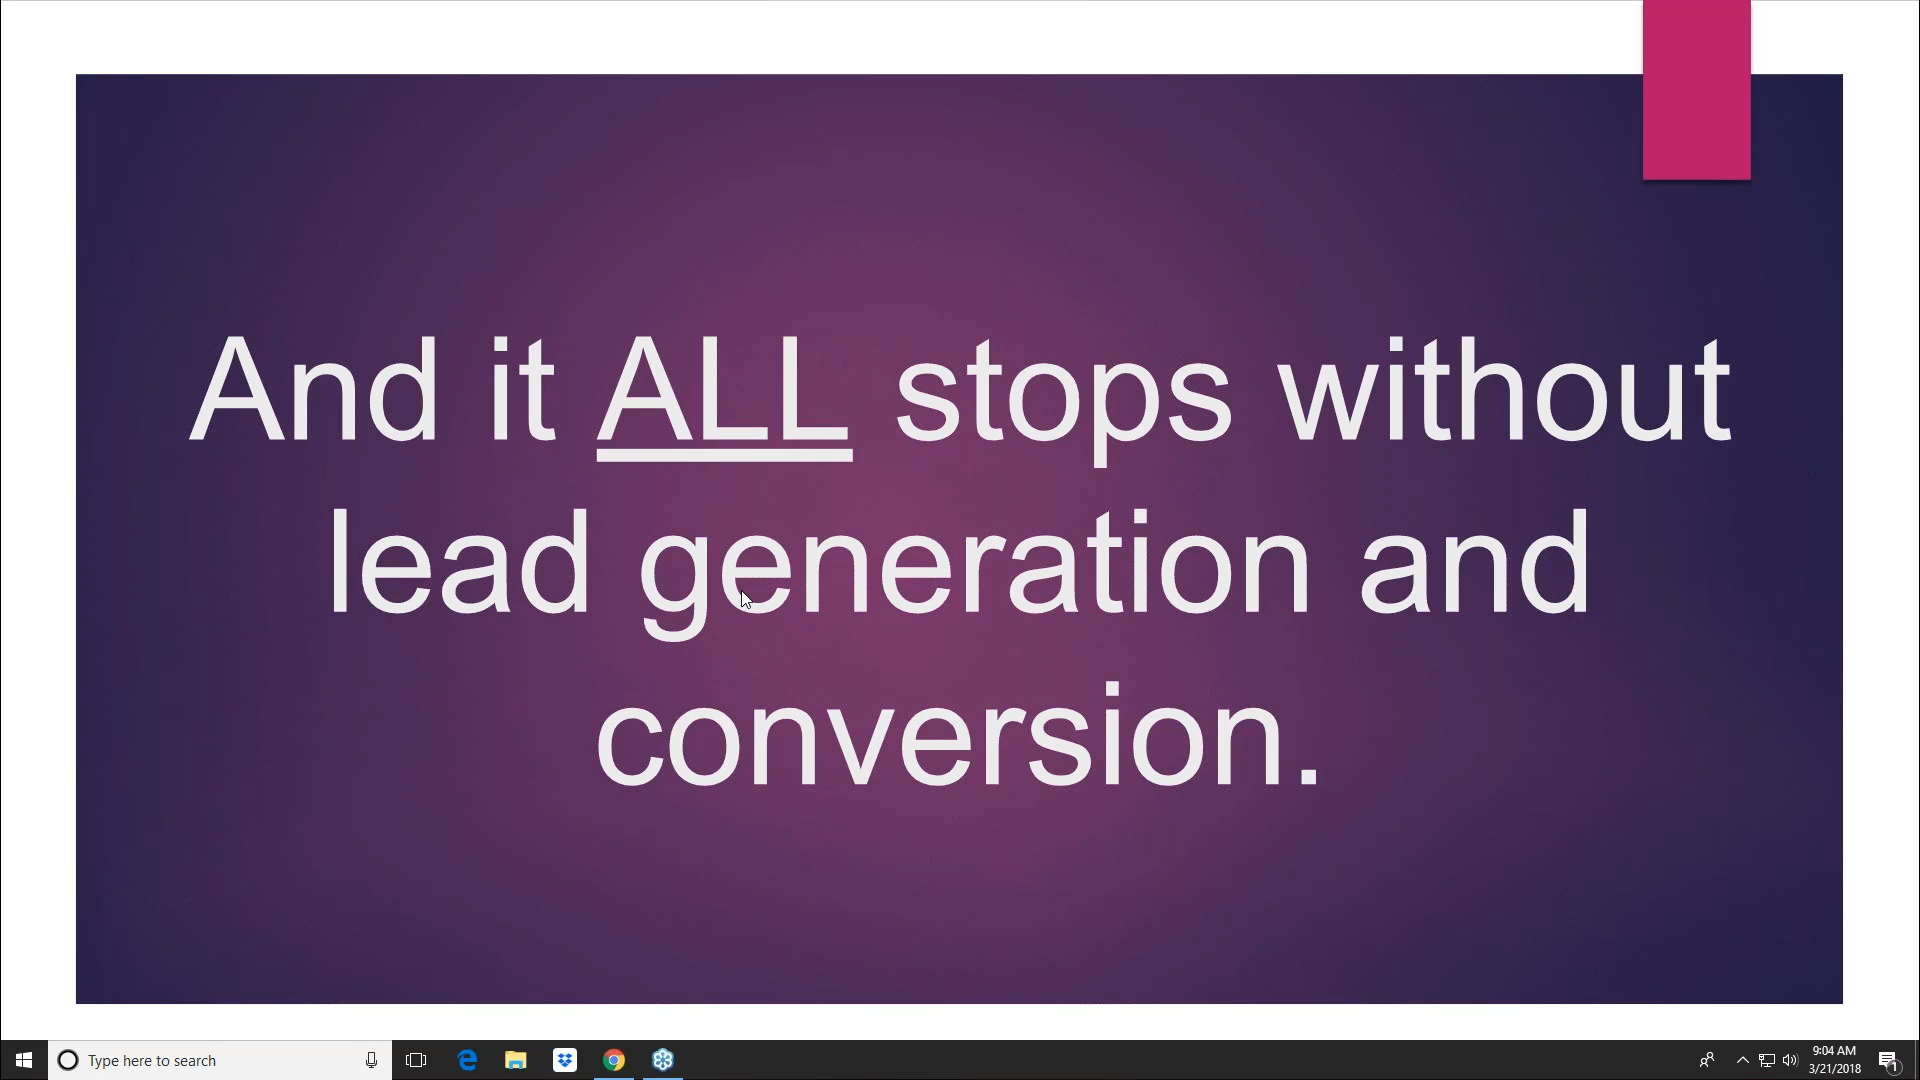 And it ALL stops without
lead generation and
conversion.
Type here to search
9:04 AM
3/21/2018
1